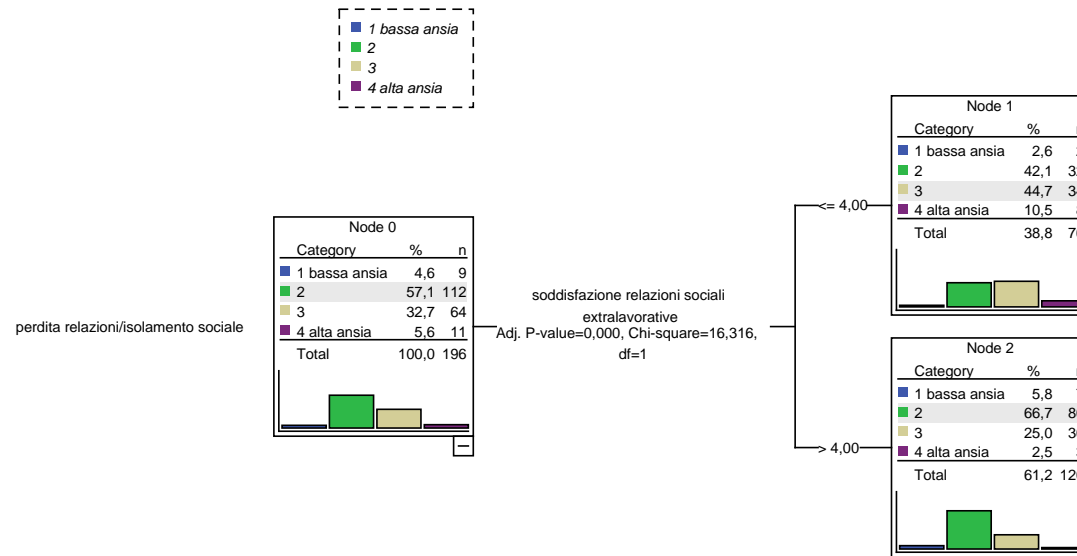 1 bassa ansia
2
3
4 alta ansia
perdita relazioni/isolamento sociale
Node 0
Category % n
1 bassa ansia 4,6 9
2 57,1 112
3 32,7 64
4 alta ansia 5,6 11
Total 100,0 196
soddisfazione relazioni sociali
extralavorative
Adj. P-value=0,000, Chi-square=16,316,
df=1
<= 4,00
Node 1
Category %
1 bassa ansia 2,6
2 42,1
3 44,7
4 alta ansia 10,5
Total 38,8
> 4,00
Node 2
Category %
1 bassa ansia 5,8
2 66,7
3 25,0
4 alta ansia 2,5
Total 61,2